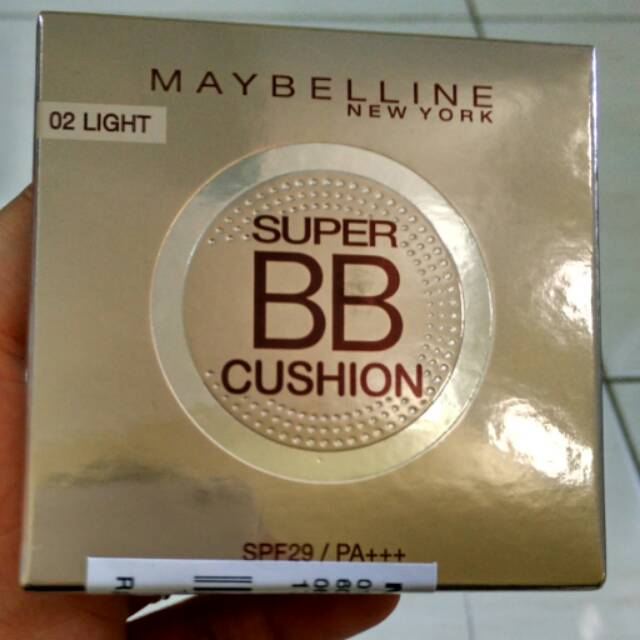 MAYBELLINE
NEW YORK
02 LIGHT
SUPER
BB
CUSHION
SPF29 / PA+++